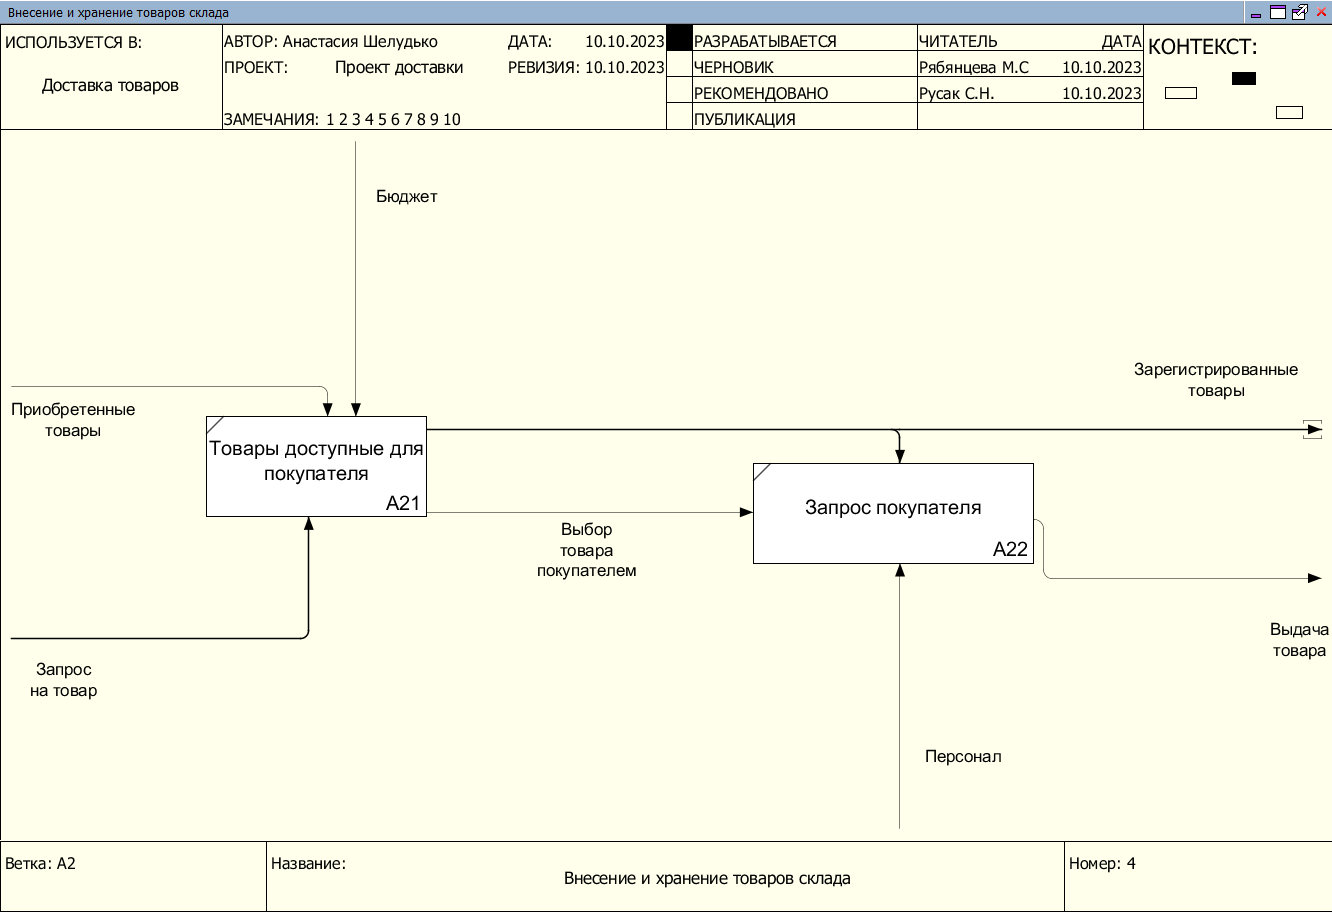 Внесение и хранение товаров склада
ИСПОЛЬЗУЕТСЯ В:
Доставка товаров
АВТОР: Анастасия Шелудько
ДАТА: 10.10.2023
ПРОЕКТ: Проект доставки
РЕВИЗИЯ: 10.10.2023
ЗАМЕЧАНИЯ: 1 2 3 4 5 6 7 8 9 10
РАЗРАБАТЫВАЕТСЯ
ЧЕРНОВИК
РЕКОМЕНДОВАНО
ПУБЛИКАЦИЯ
ЧИТАТЕЛЬ ДАТА
Рябянцева М.С 10.10.2023
Русак С.Н. 10.10.2023
КОНТЕКСТ:
Бюджет
Зарегистрированные
товары
Приобретенные
товары
Товары доступные для
покупателя
A21
Запрос покупателя
A22
Выбор
товара
покупателем
Выдача
товара
Запрос
на товар
Персонал
Ветка: A2
Название:
Внесение и хранение товаров склада
Номер: 4